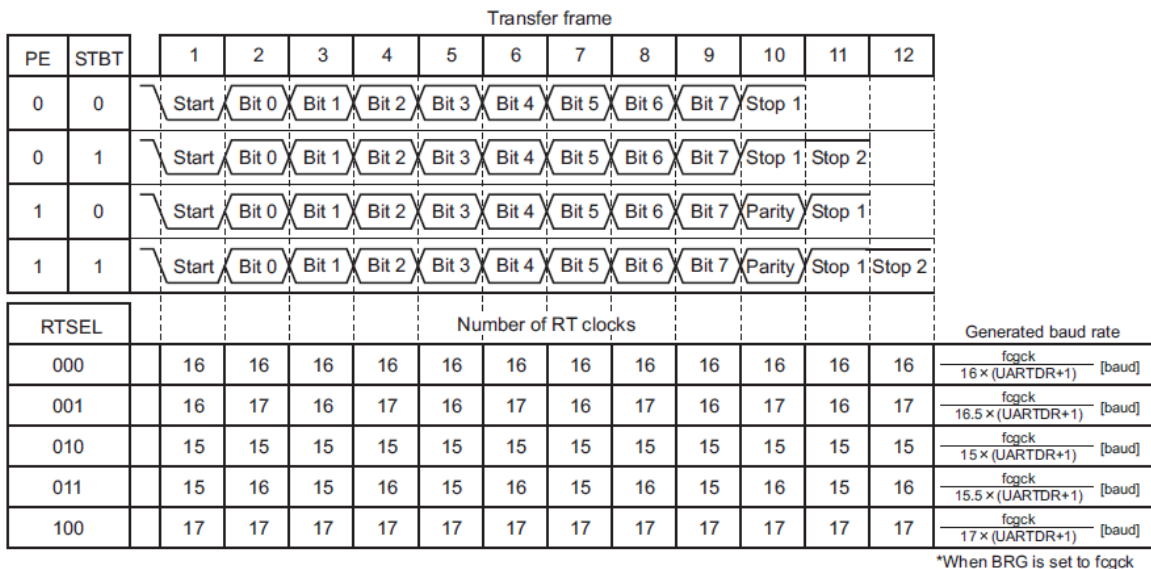 Transfer frame
PE STBT 1 2 3 4 5 6 7 8 9 10 11 12
0 0 Start Bit 0 Bit 1 Bit 2 Bit 3 Bit 4 Bit 5 Bit 6 Bit 7 Stop 1
0 1 Start Bit 0 Bit 1 Bit 2 Bit 3 Bit 4 Bit 5 Bit 6 Bit 7 Stop 1 Stop 2
1 0 Start Bit 0 Bit 1 Bit 2 Bit 3 Bit 4 Bit 5 Bit 6 Bit 7 Parity Stop 1
1 1 Start Bit 0 Bit 1 Bit 2 Bit 3 Bit 4 Bit 5 Bit 6 Bit 7 Parity Stop 1 Stop 2
RTSEL Number of RT clocks Generated baud rate
000 16 16 16 16 16 16 16 16 16 16 16 16 fcgck / 16×(UARTDR+1) [baud]
001 16 17 16 17 16 17 16 17 16 17 16 17 fcgck / 16.5×(UARTDR+1) [baud]
010 15 15 15 15 15 15 15 15 15 15 15 15 fcgck / 15×(UARTDR+1) [baud]
011 15 16 15 16 15 16 15 16 15 16 15 16 fcgck / 15.5×(UARTDR+1) [baud]
100 17 17 17 17 17 17 17 17 17 17 17 17 fcgck / 17×(UARTDR+1) [baud]
*When BRG is set to fcgck